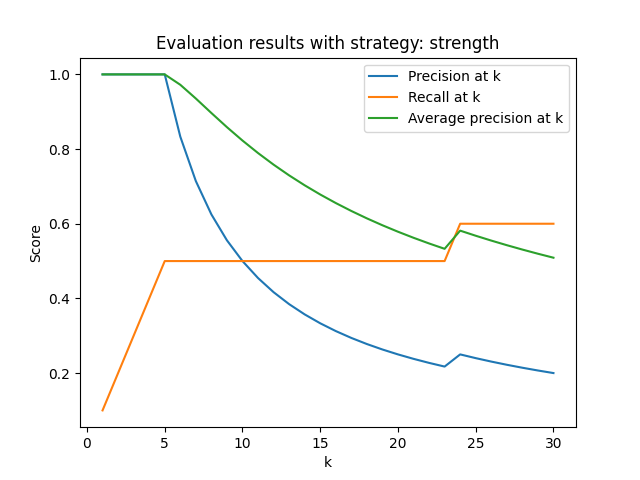 Evaluation results with strategy: strength
Precision at k
Recall at k
Average precision at k
1.0
0.8
0.6
0.4
0.2
Score
0 5 10 15 20 25 30
k